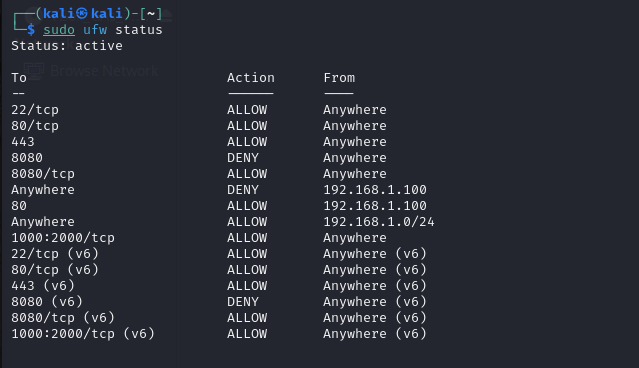 ┌──(kali㉿kali)-[~]
└─$ sudo ufw status
Status: active
Browse Network
To                         Action      From
--                         ------      ----
22/tcp                     ALLOW       Anywhere
80/tcp                     ALLOW       Anywhere
443                        ALLOW       Anywhere
8080                       DENY        Anywhere
8080/tcp                   ALLOW       Anywhere
Anywhere                   DENY        192.168.1.100
80                         ALLOW       192.168.1.100
Anywhere                   ALLOW       192.168.1.0/24
1000:2000/tcp              ALLOW       Anywhere
22/tcp (v6)                ALLOW       Anywhere (v6)
80/tcp (v6)                ALLOW       Anywhere (v6)
443 (v6)                   ALLOW       Anywhere (v6)
8080 (v6)                  DENY        Anywhere (v6)
8080/tcp (v6)              ALLOW       Anywhere (v6)
1000:2000/tcp (v6)         ALLOW       Anywhere (v6)